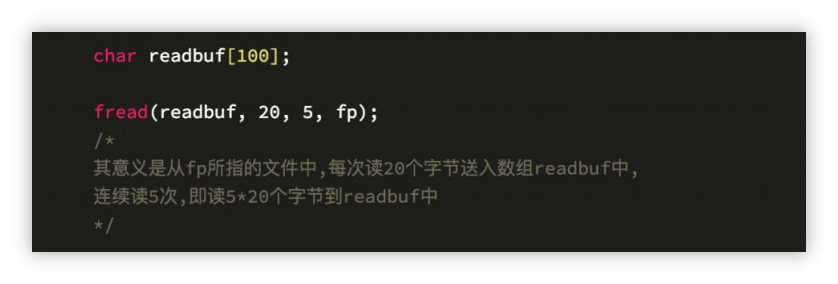 char readbuf[100];
fread(readbuf, 20, 5, fp);
/*
其意义是从fp所指的文件中,每次读20个字节送入数组readbuf中,
连续读5次,即读5*20个字节到readbuf中
*/